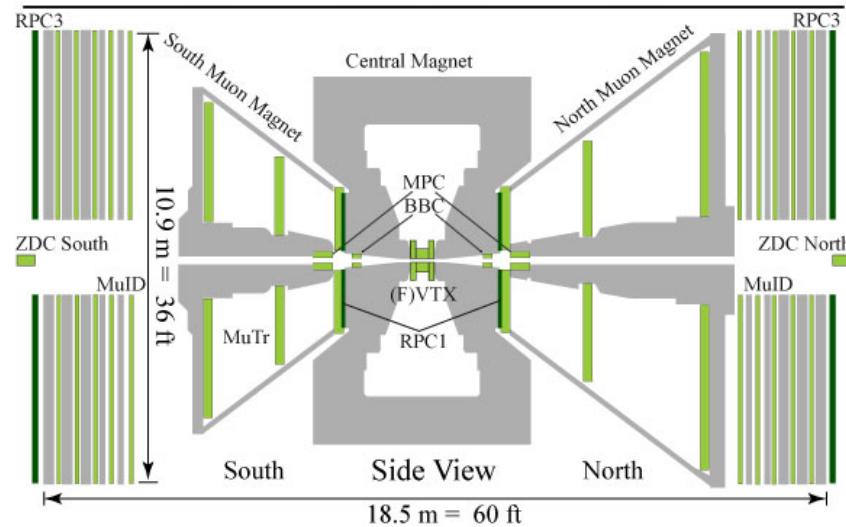 RPC3
RPC3
South Muon Magnet
Central Magnet
North Muon Magnet
MPC
BBC
10.9 m = 36 ft
ZDC South
ZDC North
MuID
(F)VTX
MuID
MuTr
RPC1
South
Side View
North
18.5 m = 60 ft